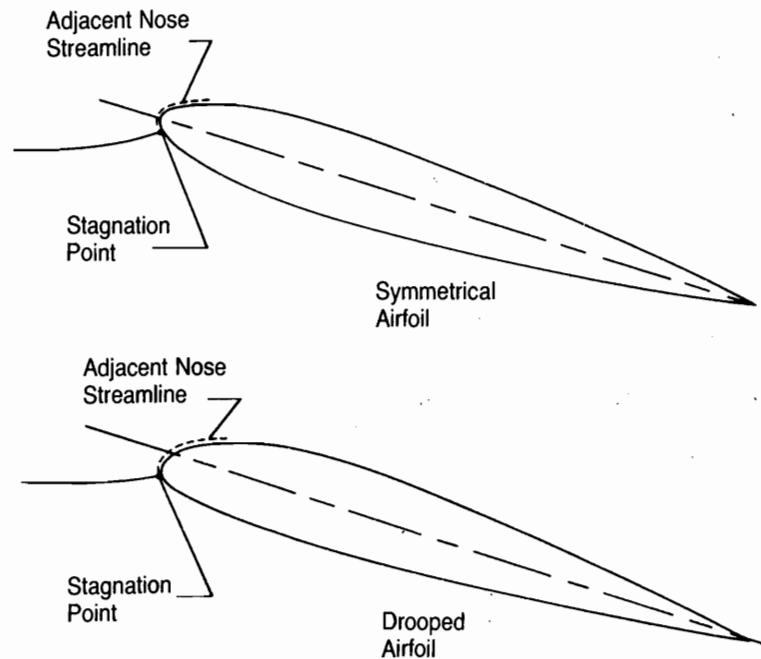 Adjacent Nose
Streamline
Stagnation
Point
Symmetrical
Airfoil
Adjacent Nose
Streamline
Stagnation
Point
Drooped
Airfoil